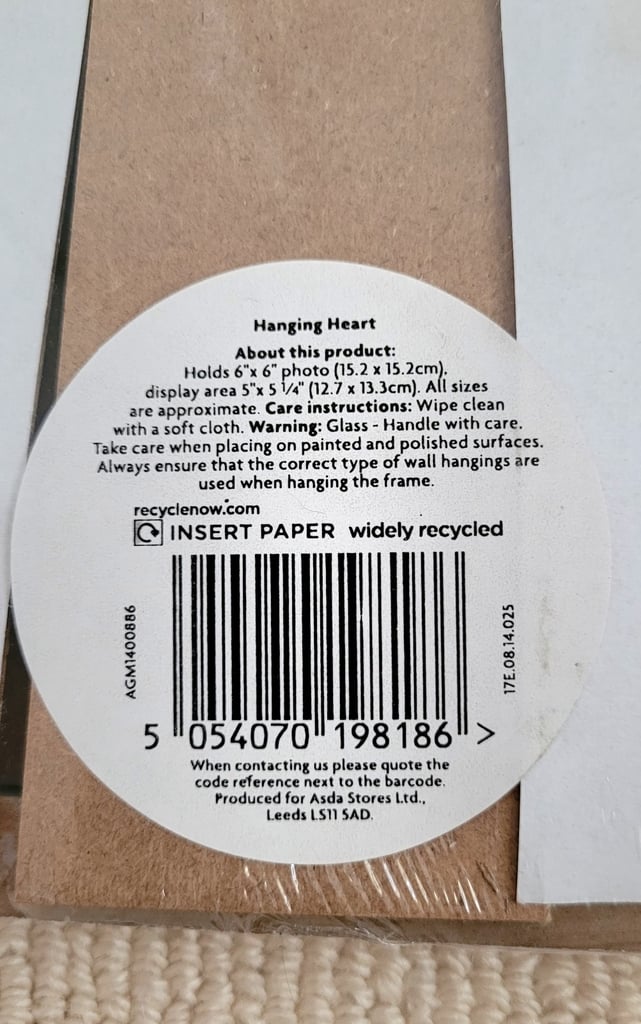 Hanging Heart
About this product:
Holds 6"x 6" photo (15.2 x 15.2cm),
display area 5"x 5 1/4" (12.7 x 13.3cm). All sizes
are approximate. Care instructions: Wipe clean
with a soft cloth. Warning: Glass - Handle with care.
Take care when placing on painted and polished surfaces.
Always ensure that the correct type of wall hangings are
used when hanging the frame.
recyclenow.com
INSERT PAPER widely recycled
AGM1400886
17E.08.14.025
5 054070 198186 >
When contacting us please quote the
code reference next to the barcode.
Produced for Asda Stores Ltd.,
Leeds LS11 5AD.